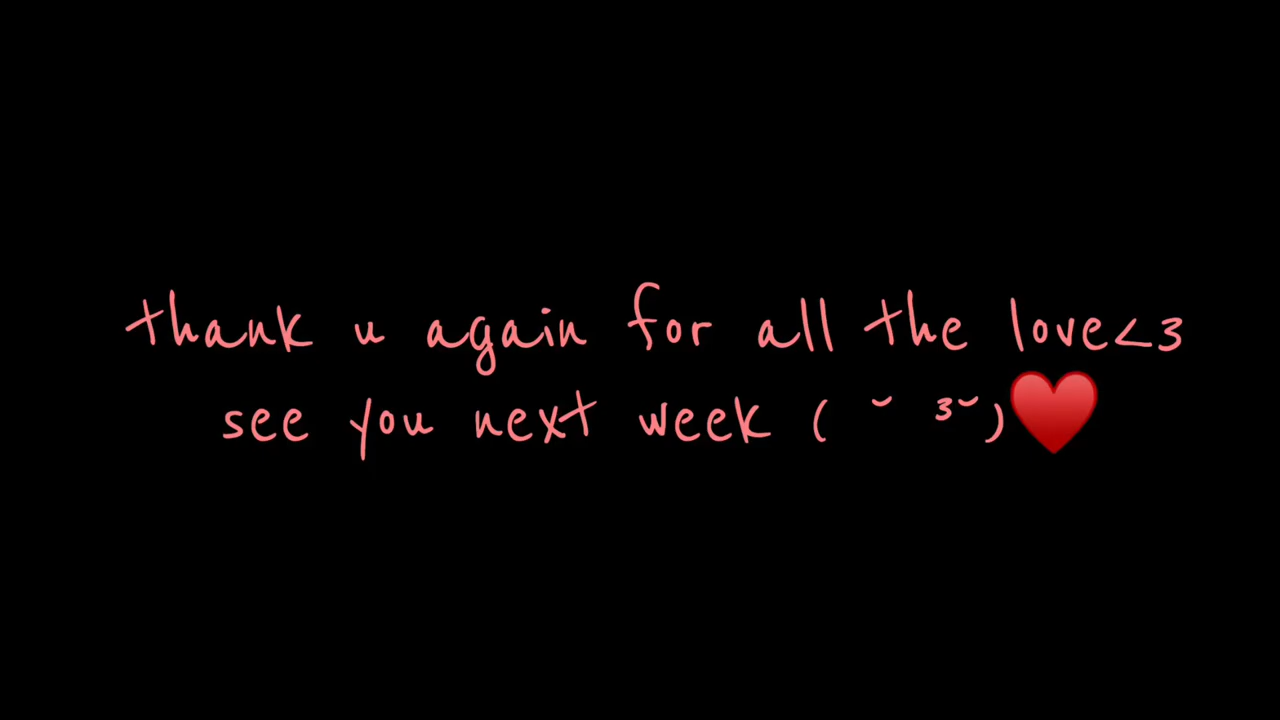 thank u again for all the love<3
see you next week ( ˘ ³˘)♥️